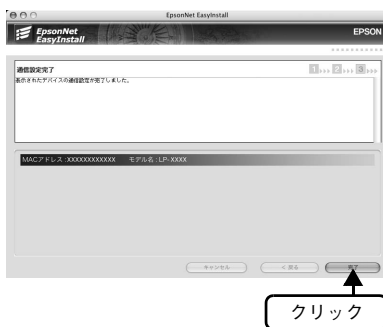 EpsonNet EasyInstall
EpsonNet
EasyInstall
EPSON
通信設定完了
1 2 3
表示されたデバイスの通信設定が完了しました。
MACアドレス:XXXXXXXXXXXX モデル名:LP-XXXX
キャンセル
< 戻る
完了
クリック